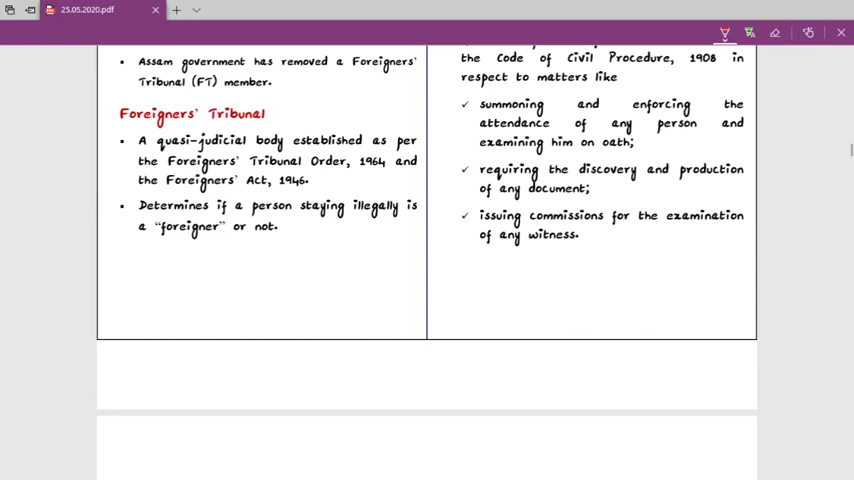 25.05.2020.pdf
Assam government has removed a Foreigners'
Tribunal (FT) member.
Foreigners' Tribunal
A quasi-judicial body established as per
the Foreigners' Tribunal Order, 1964 and
the Foreigners' Act, 1946.
Determines if a person staying illegally is
a “foreigner” or not.
the Code of Civil Procedure, 1908 in
respect to matters like
summoning and enforcing the
attendance of any person and
examining him on oath;
requiring the discovery and production
of any document;
issuing commissions for the examination
of any witness.